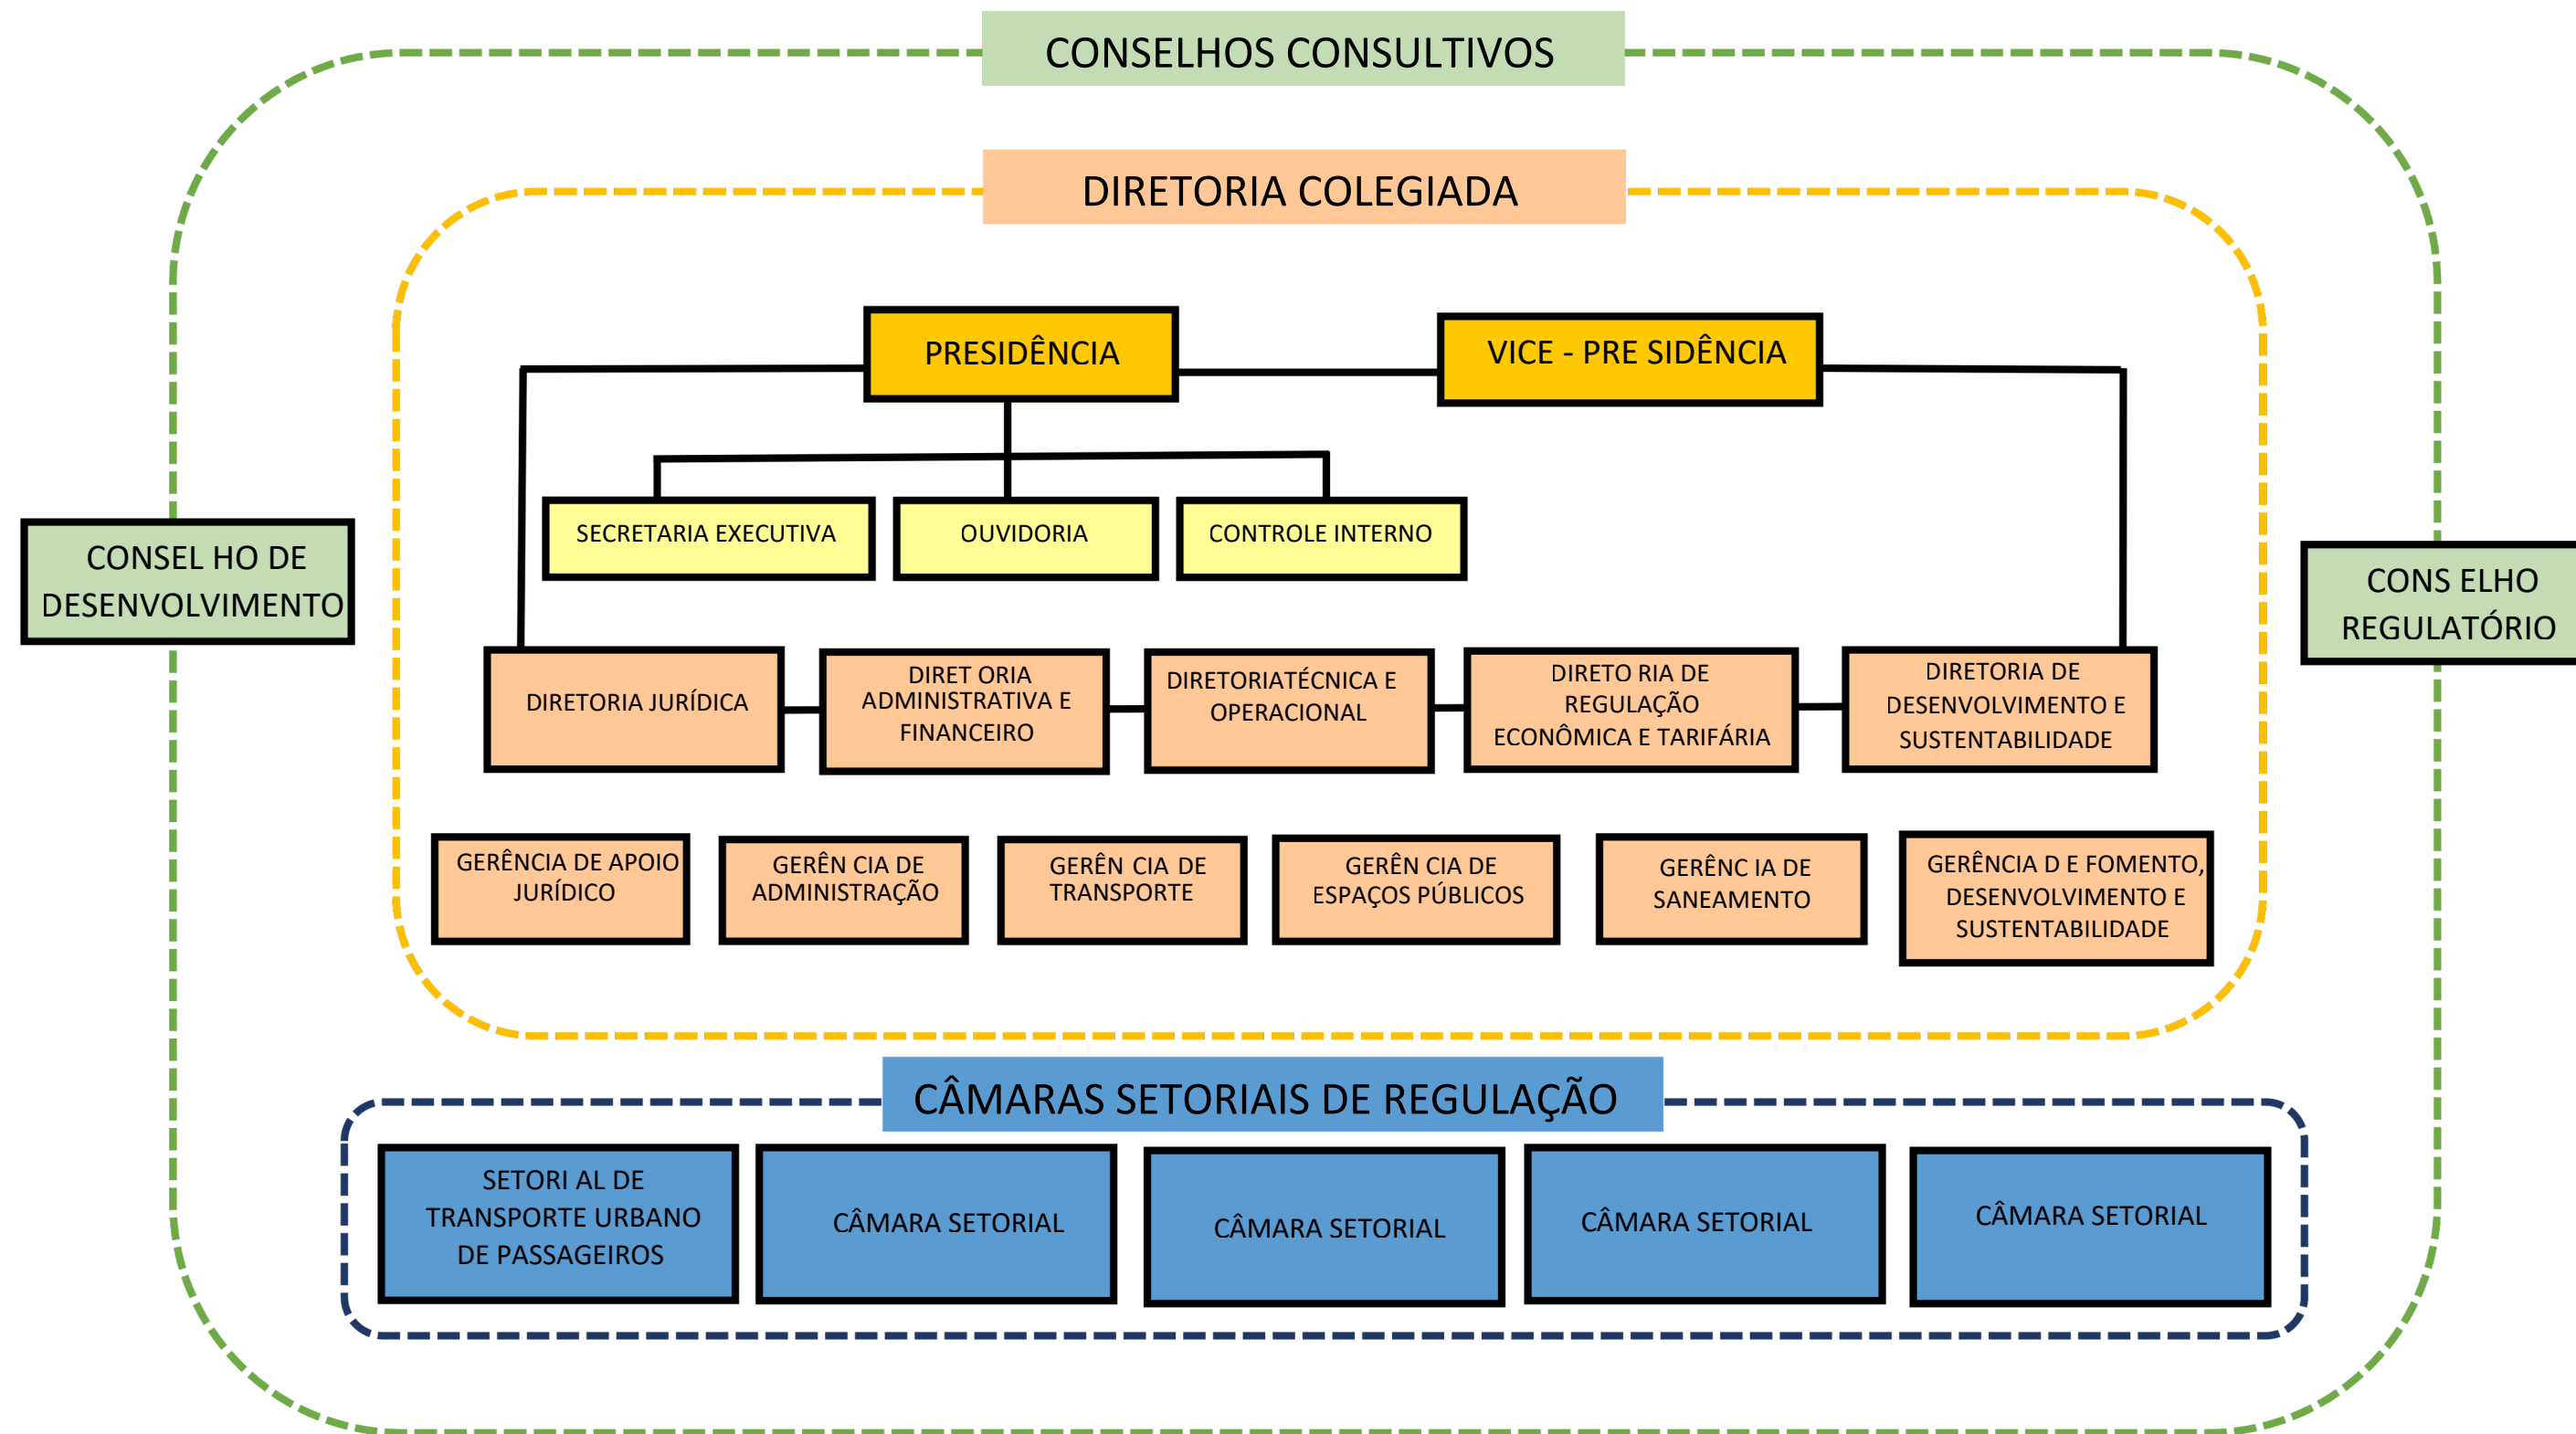 CONSELHOS CONSULTIVOS
DIRETORIA COLEGIADA
PRESIDÊNCIA
VICE - PRE SIDÊNCIA
SECRETARIA EXECUTIVA
OUVIDORIA
CONTROLE INTERNO
CONSEL HO DE
DESENVOLVIMENTO
CONS ELHO
REGULATÓRIO
DIRETORIA JURÍDICA
DIRET ORIA
ADMINISTRATIVA E
FINANCEIRO
DIRETORIATÉCNICA E
OPERACIONAL
DIRETO RIA DE
REGULAÇÃO
ECONÔMICA E TARIFÁRIA
DIRETORIA DE
DESENVOLVIMENTO E
SUSTENTABILIDADE
GERÊNCIA DE APOIO
JURÍDICO
GERÊN CIA DE
ADMINISTRAÇÃO
GERÊN CIA DE
TRANSPORTE
GERÊN CIA DE
ESPAÇOS PÚBLICOS
GERÊNC IA DE
SANEAMENTO
GERÊNCIA D E FOMENTO,
DESENVOLVIMENTO E
SUSTENTABILIDADE
CÂMARAS SETORIAIS DE REGULAÇÃO
SETORI AL DE
TRANSPORTE URBANO
DE PASSAGEIROS
CÂMARA SETORIAL
CÂMARA SETORIAL
CÂMARA SETORIAL
CÂMARA SETORIAL